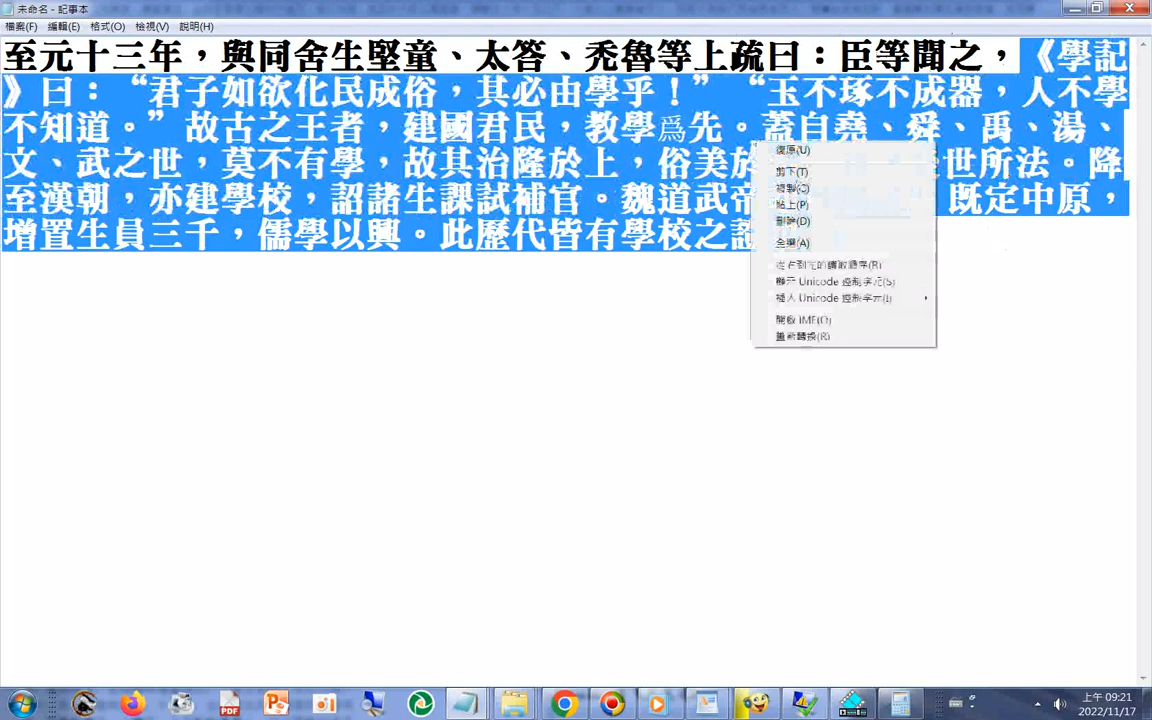 未命名 - 記事本
檔案(F) 編輯(E) 格式(O) 檢視(V) 說明(H)
至元十三年，與同舍生堅童、太答、禿魯等上疏曰：臣等聞之，《學記
》曰：“君子如欲化民成俗，其必由學乎！”“玉不琢不成器，人不學
不知道。”故古之王者，建國君民，教學爲先。蓋自堯、舜、禹、湯、
文、武之世，莫不有學，故其治隆於上，俗美於 世所法。降
至漢朝，亦建學校，詔諸生課試補官。魏道武帝 既定中原，
增置生員三千，儒學以興。此歷代皆有學校之
復原(U)
剪下(T)
複製(C)
貼上(P)
刪除(D)
全選(A)
從右到左的讀取順序(R)
顯示 Unicode 控制字元(S)
插入 Unicode 控制字元(I)
開啟 IME(O)
重新轉換(R)
上午 09:21
2022/11/17